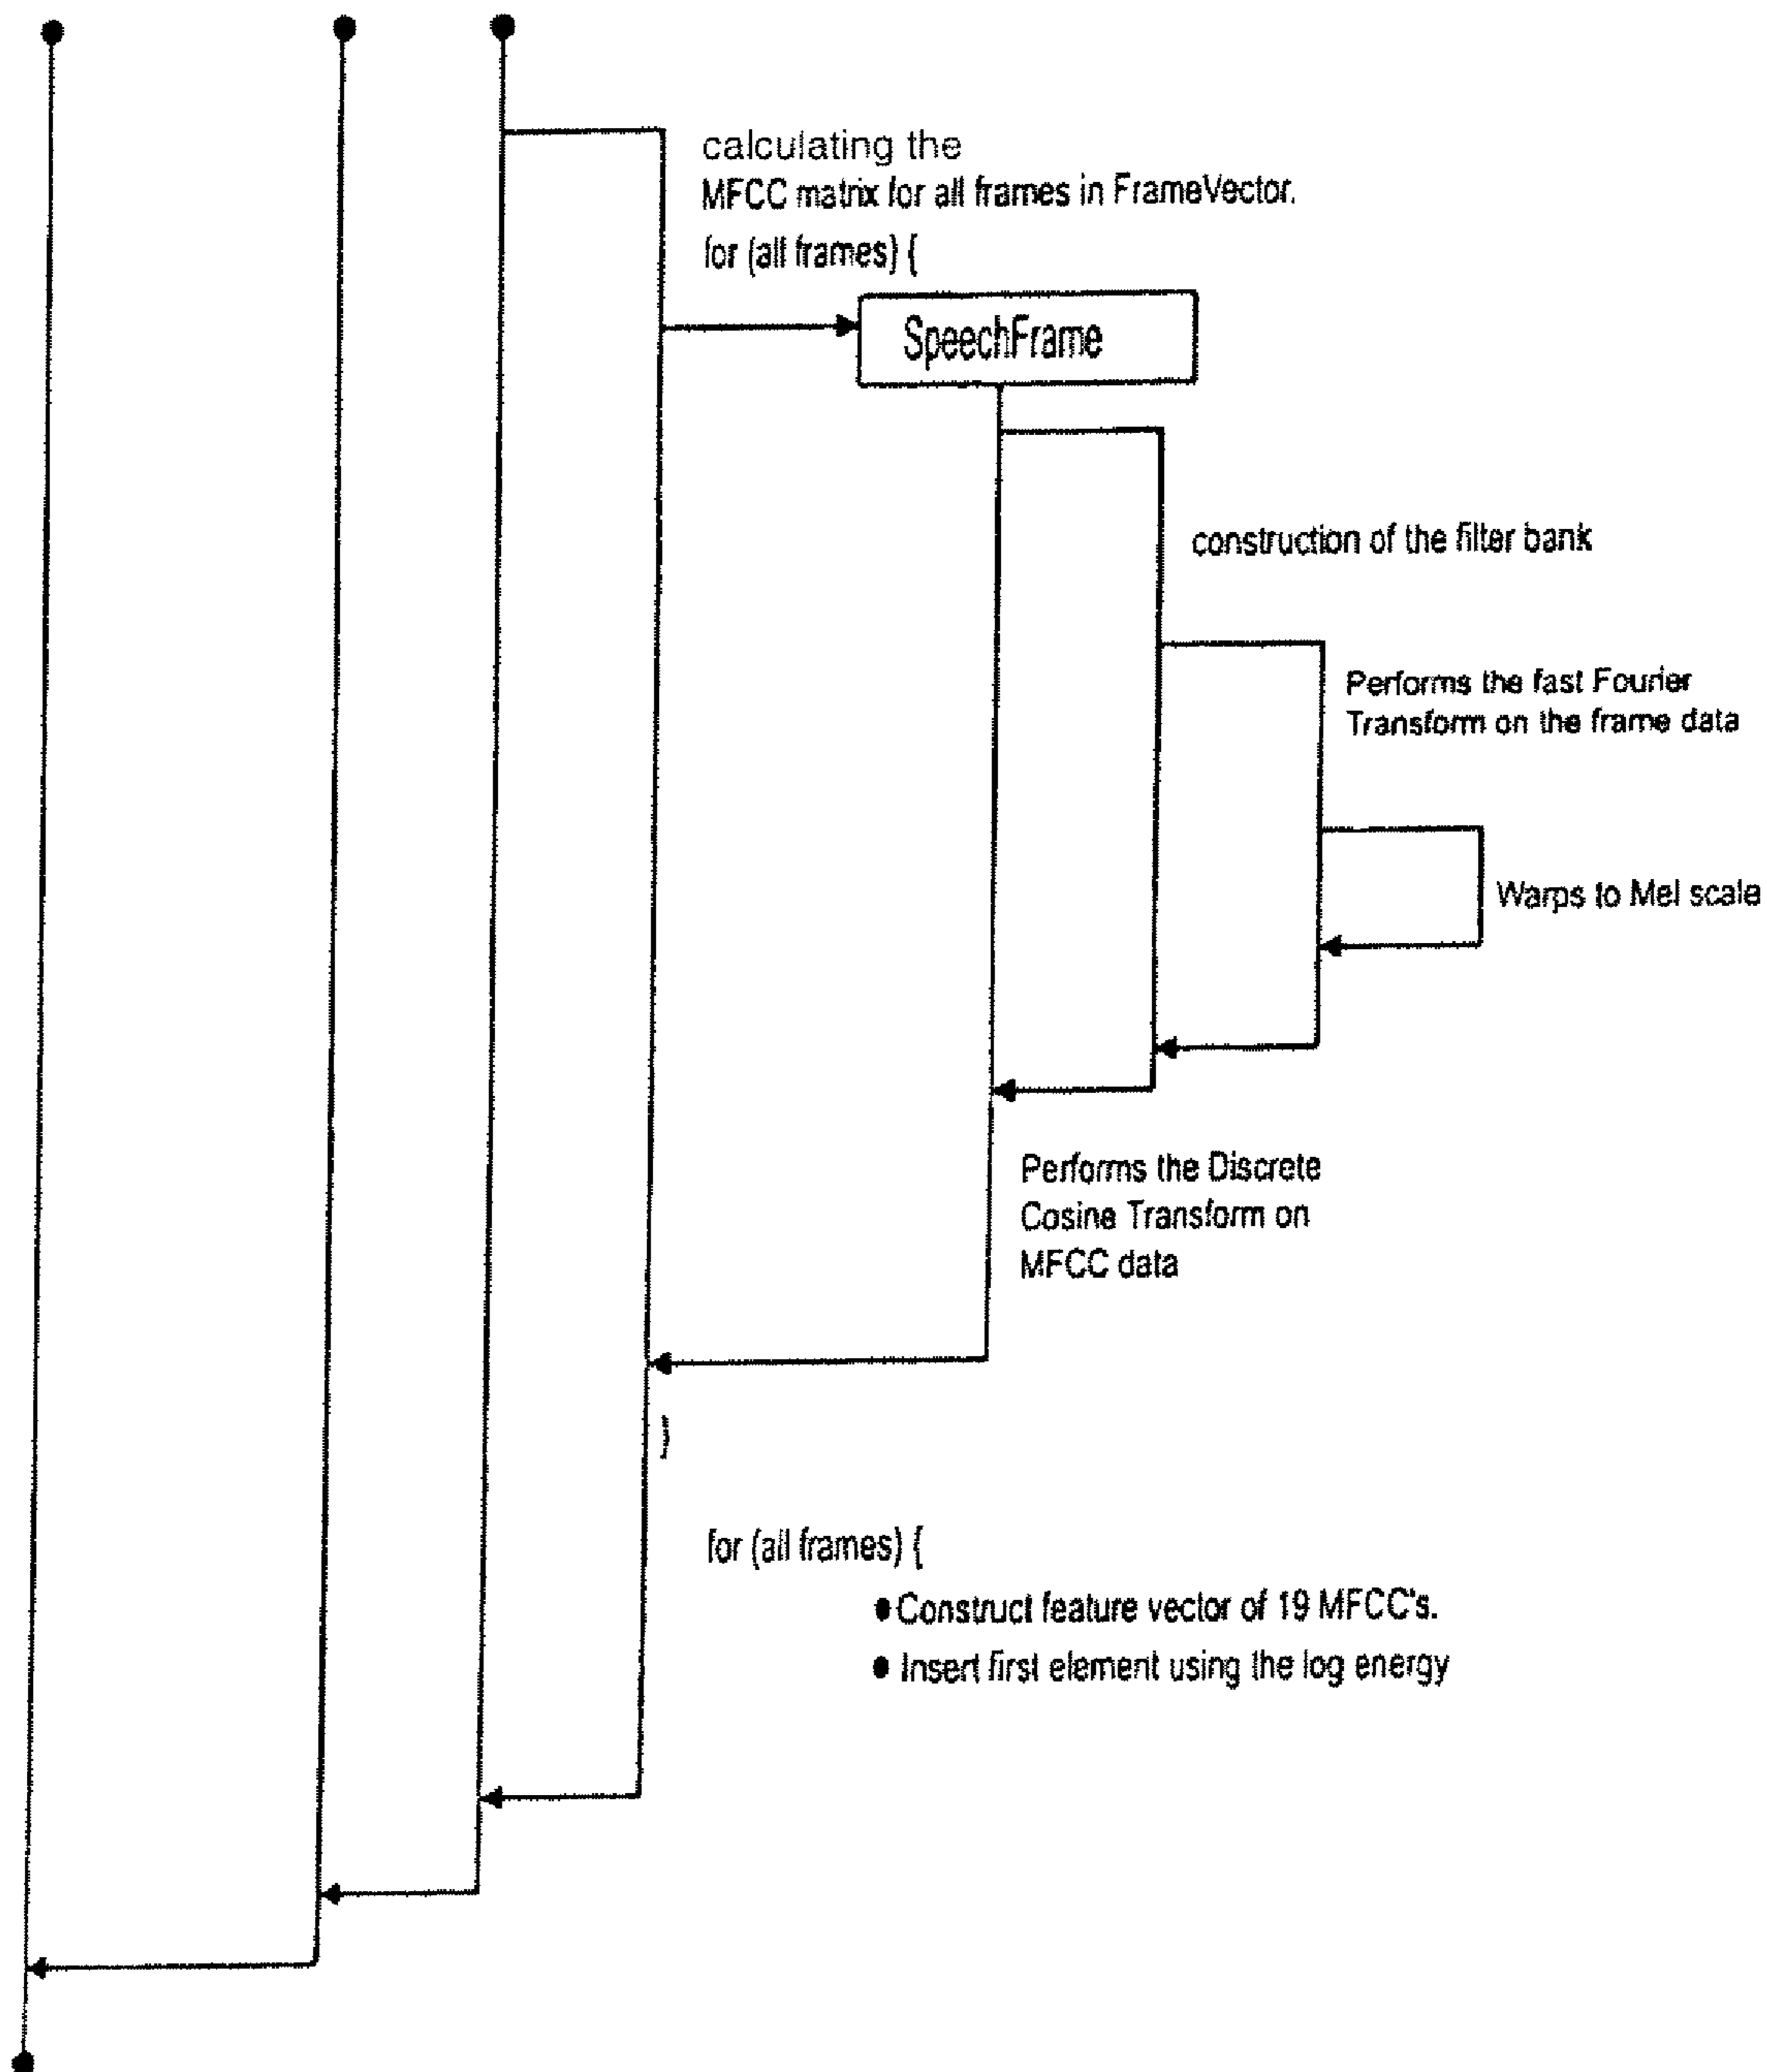 calculating the
MFCC matrix for all frames in FrameVector.
for (all frames) {
SpeechFrame
construction of the filter bank
Performs the fast Fourier
Transform on the frame data
Warps to Mel scale
Performs the Discrete
Cosine Transform on
MFCC data
}
for (all frames) {
• Construct feature vector of 19 MFCC's.
• Insert first element using the log energy